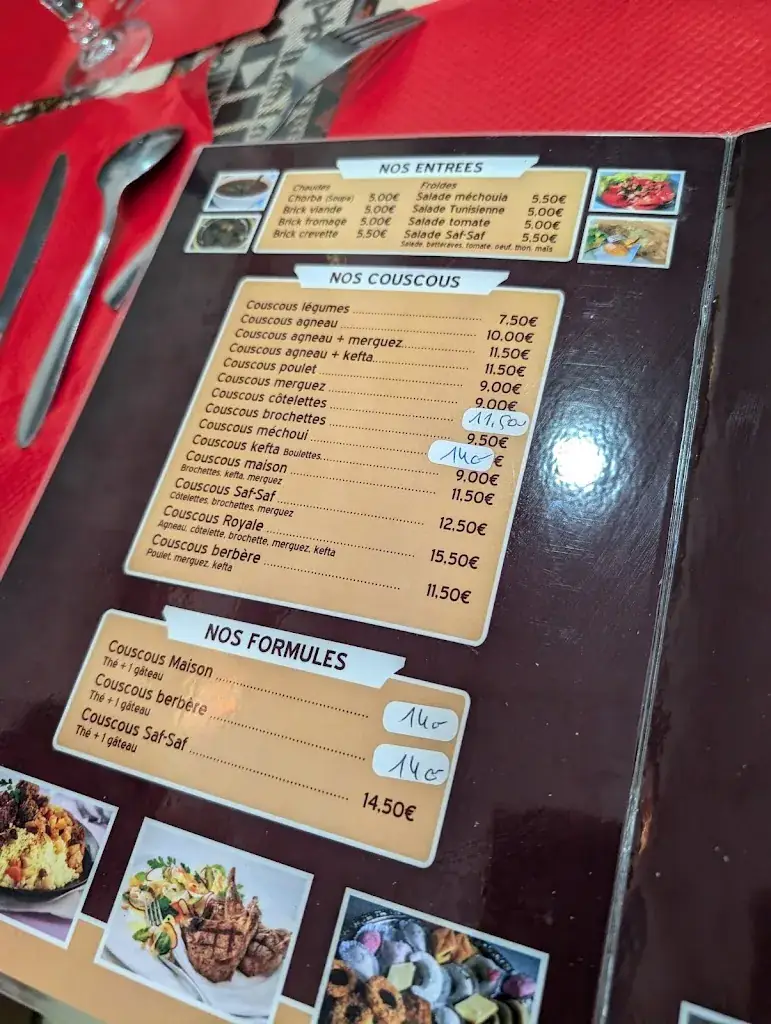 NOS ENTREES
Chaudes
Chorba (Soupe) 5.00€
Brick viande 5.00€
Brick fromage 5.00€
Brick crevette 5.50€
Froides
Salade méchouia 5.50€
Salade Tunisienne 5.00€
Salade tomate 5.00€
Salade Saf-Saf 5.50€
Salade, betteraves, tomate, oeuf, thon, maïs
NOS COUSCOUS
Couscous légumes 7.50€
Couscous agneau 10.00€
Couscous agneau + merguez 11.50€
Couscous agneau + kefta 11.50€
Couscous poulet 9.00€
Couscous merguez 9.00€
Couscous côtelettes 11,50
Couscous brochettes 9.50€
Couscous méchoui 14€
Couscous kefta Boulettes 9.00€
Couscous maison 11.50€
Brochettes, kefta, merguez
Couscous Saf-Saf 12.50€
Côtelettes, brochettes, merguez
Couscous Royale 15.50€
Agneau, côtelette, brochette, merguez, kefta
Couscous berbère 11.50€
Poulet, merguez, kefta
NOS FORMULES
Couscous Maison 14
Thé + 1 gâteau
Couscous berbère 14
Thé + 1 gâteau
Couscous Saf-Saf 14.50€
Thé + 1 gâteau